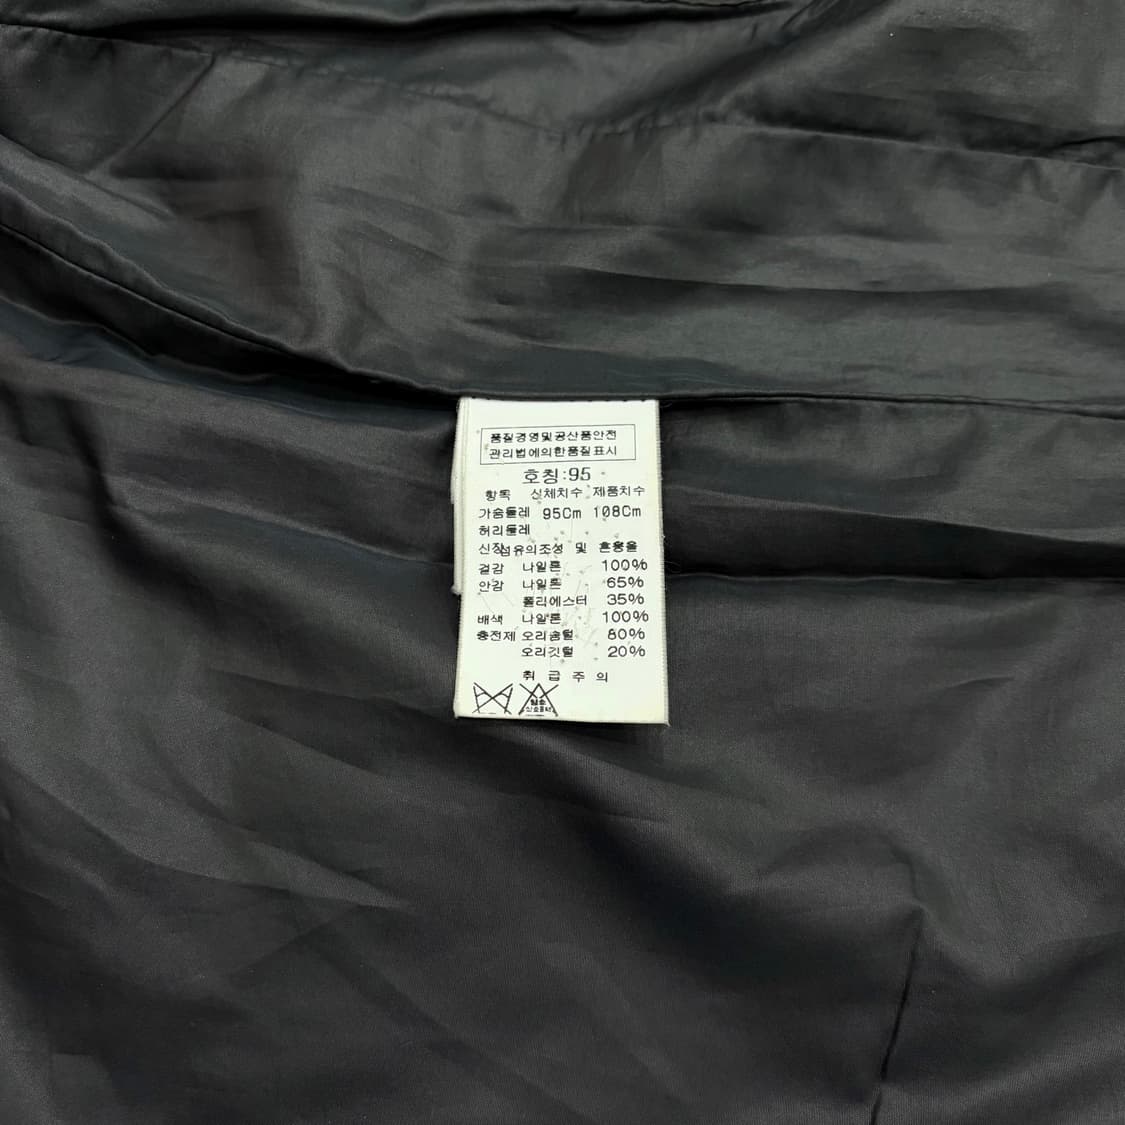 품질경영및공산품안전
관리법에의한품질표시
호칭:95
항목 신체치수 제품치수
가슴둘레 95Cm 108Cm
허리둘레
신장섬유의조성 및 혼용율
겉감 나일론 100%
안감 나일론 65%
폴리에스터 35%
배색 나일론 100%
충전제 오리솜털 80%
오리깃털 20%
취 급 주 의